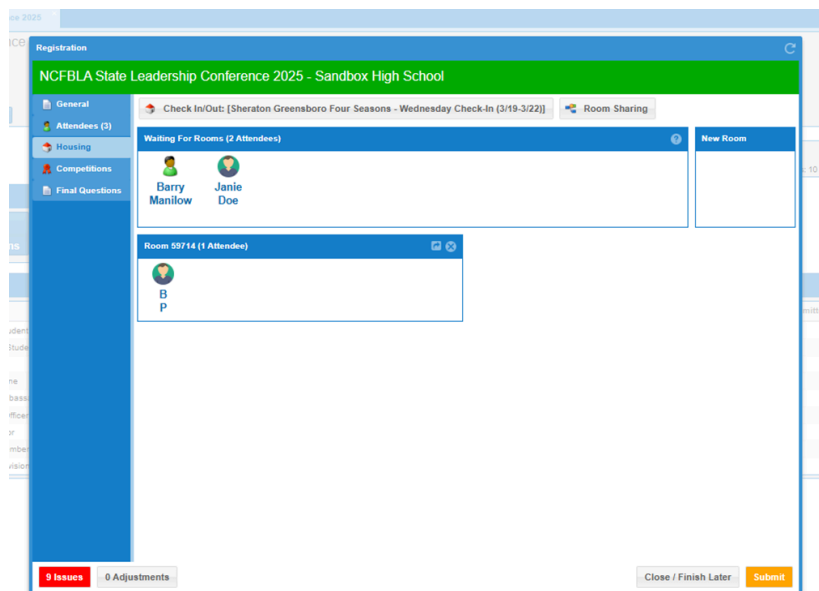 ce 2025
Registration
NCFBLA State Leadership Conference 2025 - Sandbox High School
General
Attendees (3)
Housing
Competitions
Final Questions
Check In/Out: [Sheraton Greensboro Four Seasons - Wednesday Check-In (3/19-3/22)]
Room Sharing
Waiting For Rooms (2 Attendees)
New Room
Barry
Manilow
Janie
Doe
Room 59714 (1 Attendee)
B
P
9 Issues
0 Adjustments
Close / Finish Later
Submit